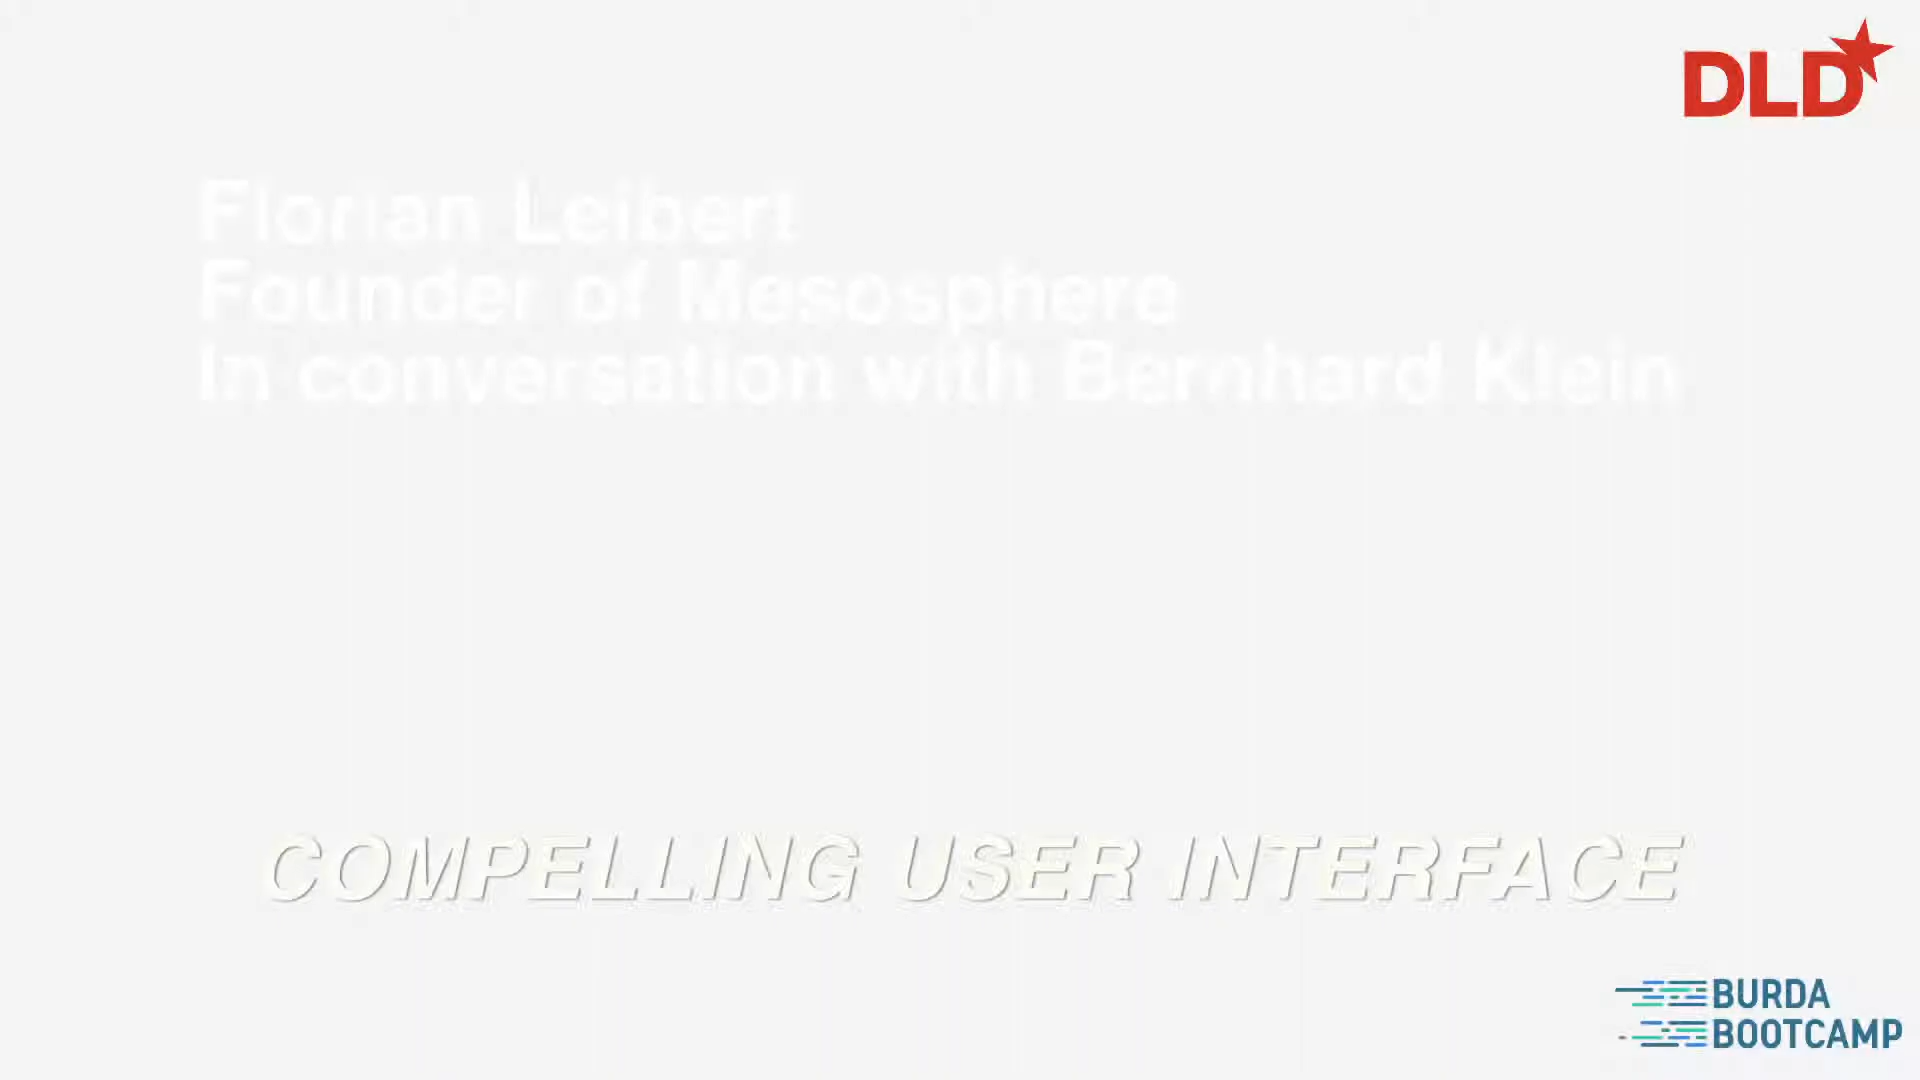 DLD
Florian Leibert
Founder of Mesosphere
In conversation with Bernhard Klein
COMPELLING USER INTERFACE
BURDA
BOOTCAMP